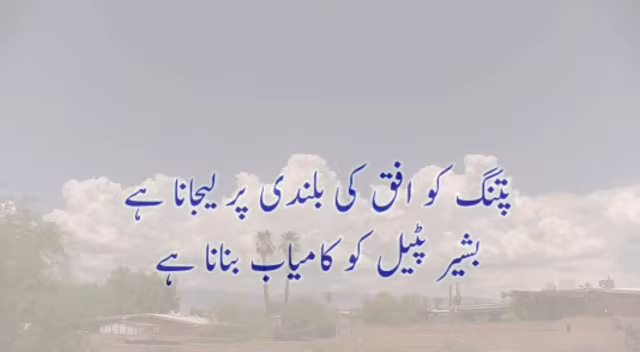 پتنگ کو افق کی بلندی پر لیجانا ہے
بشیر پٹیل کو کامیاب بنانا ہے